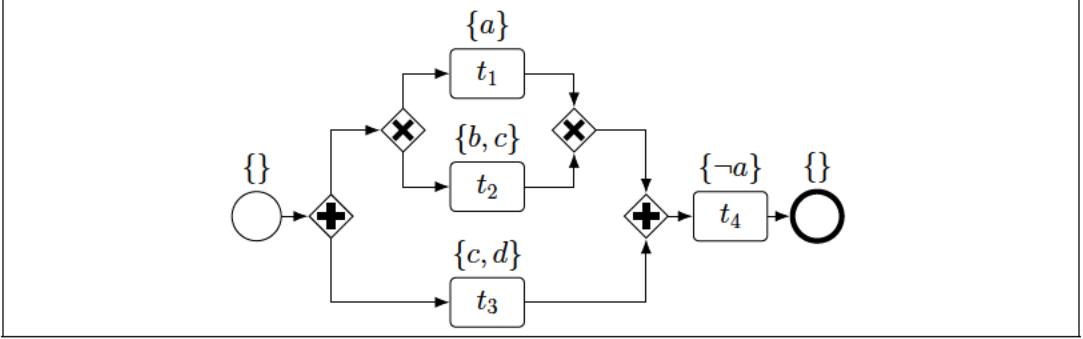 {a}
t₁
{b, c}
{} {¬a} {}
t₂
t₄
{c, d}
t₃